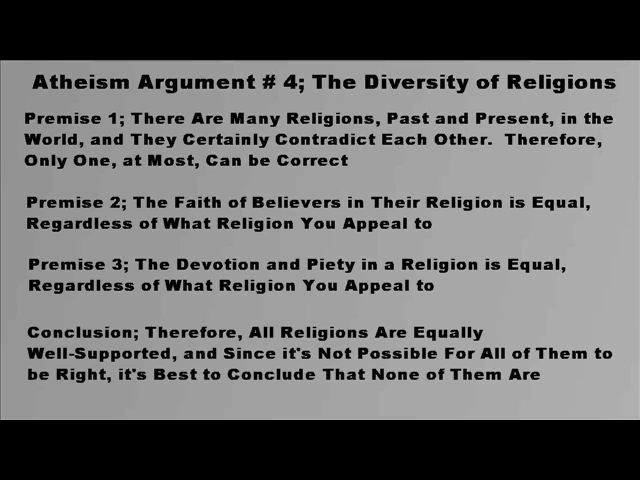 Atheism Argument # 4; The Diversity of Religions
Premise 1; There Are Many Religions, Past and Present, in the
World, and They Certainly Contradict Each Other.  Therefore,
Only One, at Most, Can be Correct
Premise 2; The Faith of Believers in Their Religion is Equal,
Regardless of What Religion You Appeal to
Premise 3; The Devotion and Piety in a Religion is Equal,
Regardless of What Religion You Appeal to
Conclusion; Therefore, All Religions Are Equally
Well-Supported, and Since it's Not Possible For All of Them to
be Right, it's Best to Conclude That None of Them Are